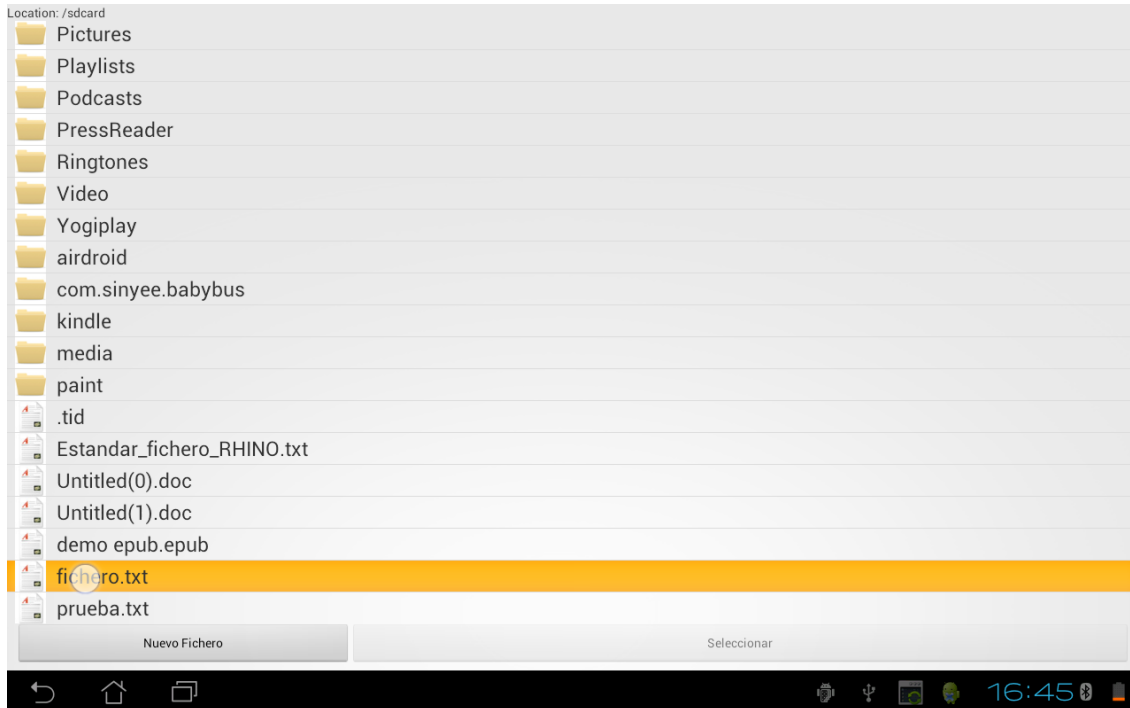 Location: /sdcard
Pictures
Playlists
Podcasts
PressReader
Ringtones
Video
Yogiplay
airdroid
com.sinyee.babybus
kindle
media
paint
.tid
Estandar_fichero_RHINO.txt
Untitled(0).doc
Untitled(1).doc
demo epub.epub
fichero.txt
prueba.txt
Nuevo Fichero Seleccionar
16:45